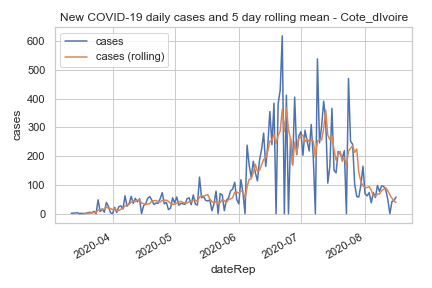 New COVID-19 daily cases and 5 day rolling mean - Cote_dIvoire
cases
cases (rolling)
600
500
400
300
200
100
0
cases
2020-04
2020-05
2020-06
2020-07
2020-08
dateRep